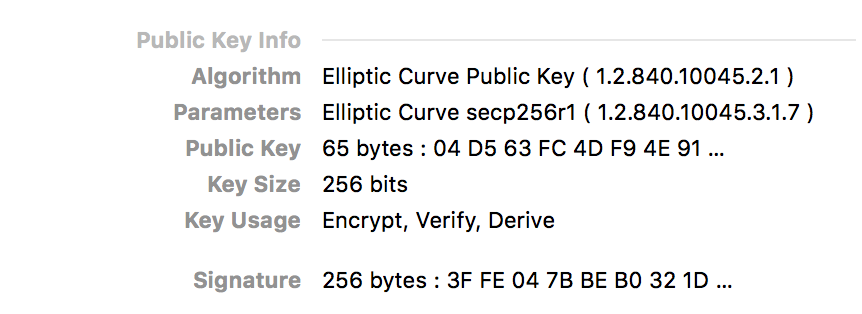 Public Key Info
Algorithm Elliptic Curve Public Key ( 1.2.840.10045.2.1 )
Parameters Elliptic Curve secp256r1 ( 1.2.840.10045.3.1.7 )
Public Key 65 bytes : 04 D5 63 FC 4D F9 4E 91 ...
Key Size 256 bits
Key Usage Encrypt, Verify, Derive
Signature 256 bytes : 3F FE 04 7B BE B0 32 1D ...